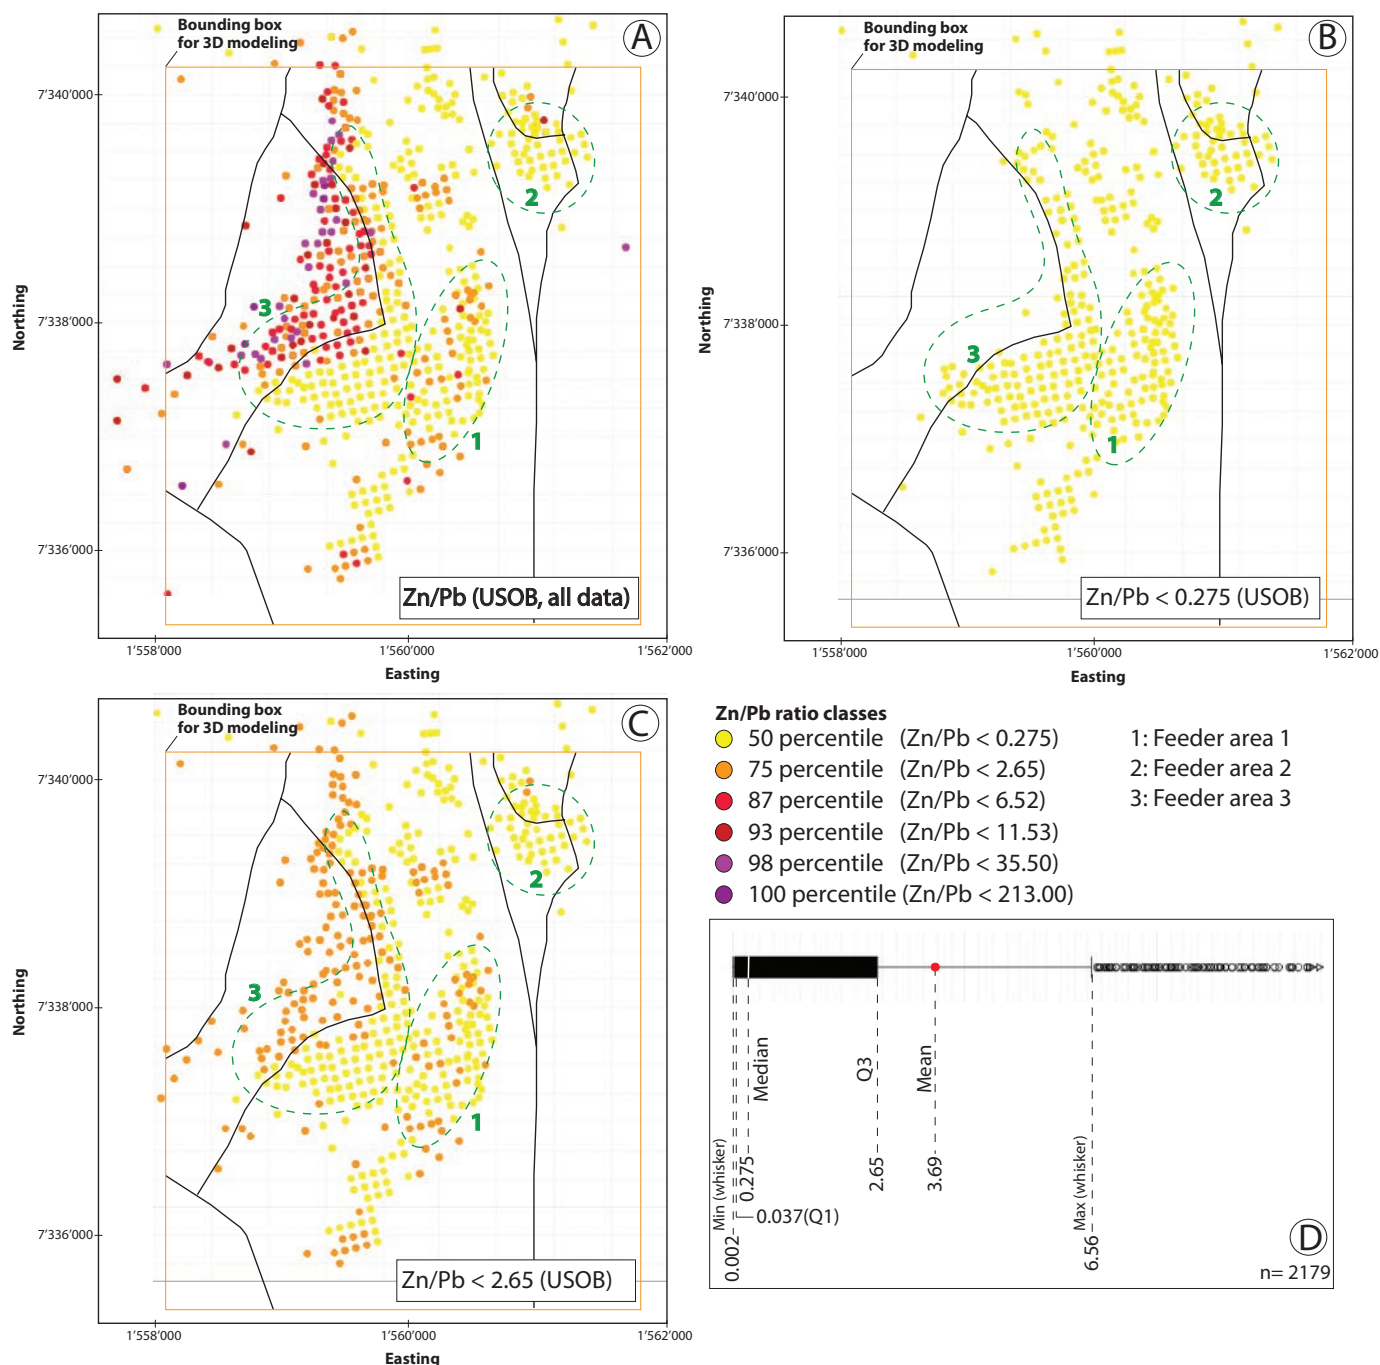 Bounding box
for 3D modeling
A
7'340'000
7'338'000
7'336'000
Northing
2
3
1
Zn/Pb (USOB, all data)
1'558'000
1'560'000
1'562'000
Easting
Bounding box
for 3D modeling
B
7'340'000
7'338'000
7'336'000
Northing
2
3
1
Zn/Pb < 0.275 (USOB)
1'558'000
1'560'000
1'562'000
Easting
Bounding box
for 3D modeling
C
7'340'000
7'338'000
7'336'000
Northing
2
3
1
Zn/Pb < 2.65 (USOB)
1'558'000
1'560'000
1'562'000
Easting
Zn/Pb ratio classes
50 percentile (Zn/Pb < 0.275)
75 percentile (Zn/Pb < 2.65)
87 percentile (Zn/Pb < 6.52)
93 percentile (Zn/Pb < 11.53)
98 percentile (Zn/Pb < 35.50)
100 percentile (Zn/Pb < 213.00)
1: Feeder area 1
2: Feeder area 2
3: Feeder area 3
Min (whisker)
0.002
0.037(Q1)
Median
0.275
Q3
2.65
Mean
3.69
Max (whisker)
6.56
D
n= 2179